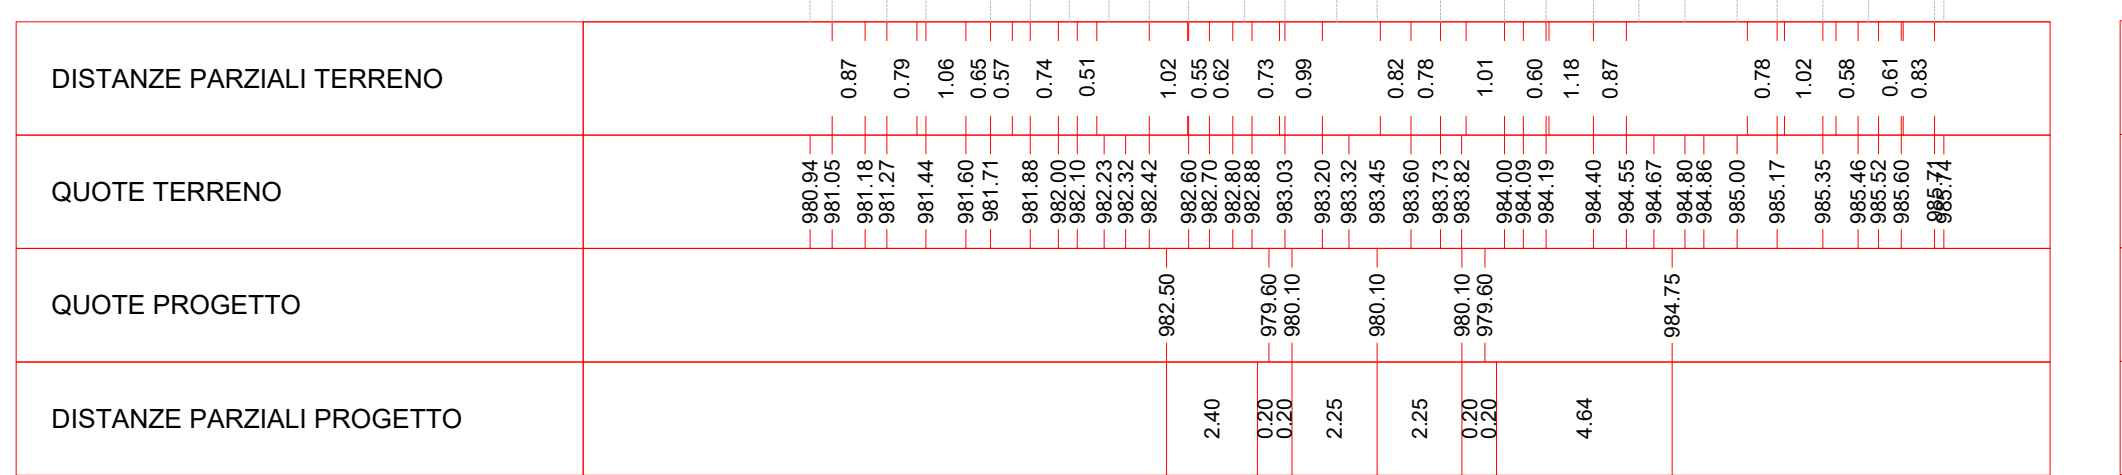 DISTANZE PARZIALI TERRENO 0.87 0.79 1.06 0.65 0.57 0.74 0.51 1.02 0.55 0.62 0.73 0.99 0.82 0.78 1.01 0.60 1.18 0.87 0.78 1.02 0.58 0.61 0.83
QUOTE TERRENO 980.94 981.05 981.18 981.27 981.44 981.60 981.71 981.88 982.00 982.10 982.23 982.32 982.42 982.60 982.70 982.80 982.88 983.03 983.20 983.32 983.45 983.60 983.73 983.82 984.00 984.09 984.19 984.40 984.55 984.67 984.80 984.86 985.00 985.17 985.35 985.46 985.52 985.60 985.71 985.74
QUOTE PROGETTO 982.50 979.60 980.10 980.10 980.10 979.60 984.75
DISTANZE PARZIALI PROGETTO 2.40 0.20 0.20 2.25 2.25 0.20 0.20 4.64